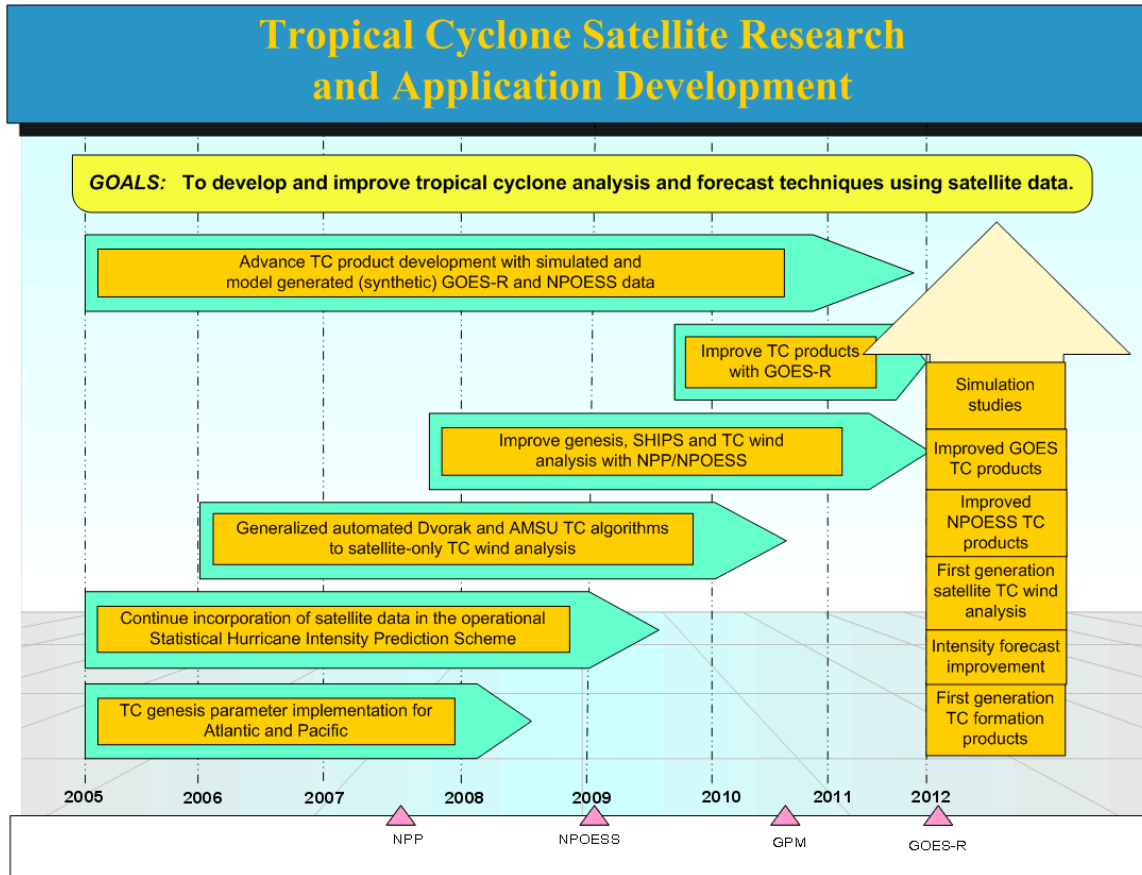 Tropical Cyclone Satellite Research
and Application Development
GOALS: To develop and improve tropical cyclone analysis and forecast techniques using satellite data.
Advance TC product development with simulated and
model generated (synthetic) GOES-R and NPOESS data
Improve TC products
with GOES-R
Simulation
studies
Improve genesis, SHIPS and TC wind
analysis with NPP/NPOESS
Improved GOES
TC products
Generalized automated Dvorak and AMSU TC algorithms
to satellite-only TC wind analysis
Improved
NPOESS TC
products
First generation
satellite TC wind
analysis
Continue incorporation of satellite data in the operational
Statistical Hurricane Intensity Prediction Scheme
Intensity forecast
improvement
TC genesis parameter implementation for
Atlantic and Pacific
First generation
TC formation
products
2005 2006 2007 2008 2009 2010 2011 2012
NPP NPOESS GPM GOES-R